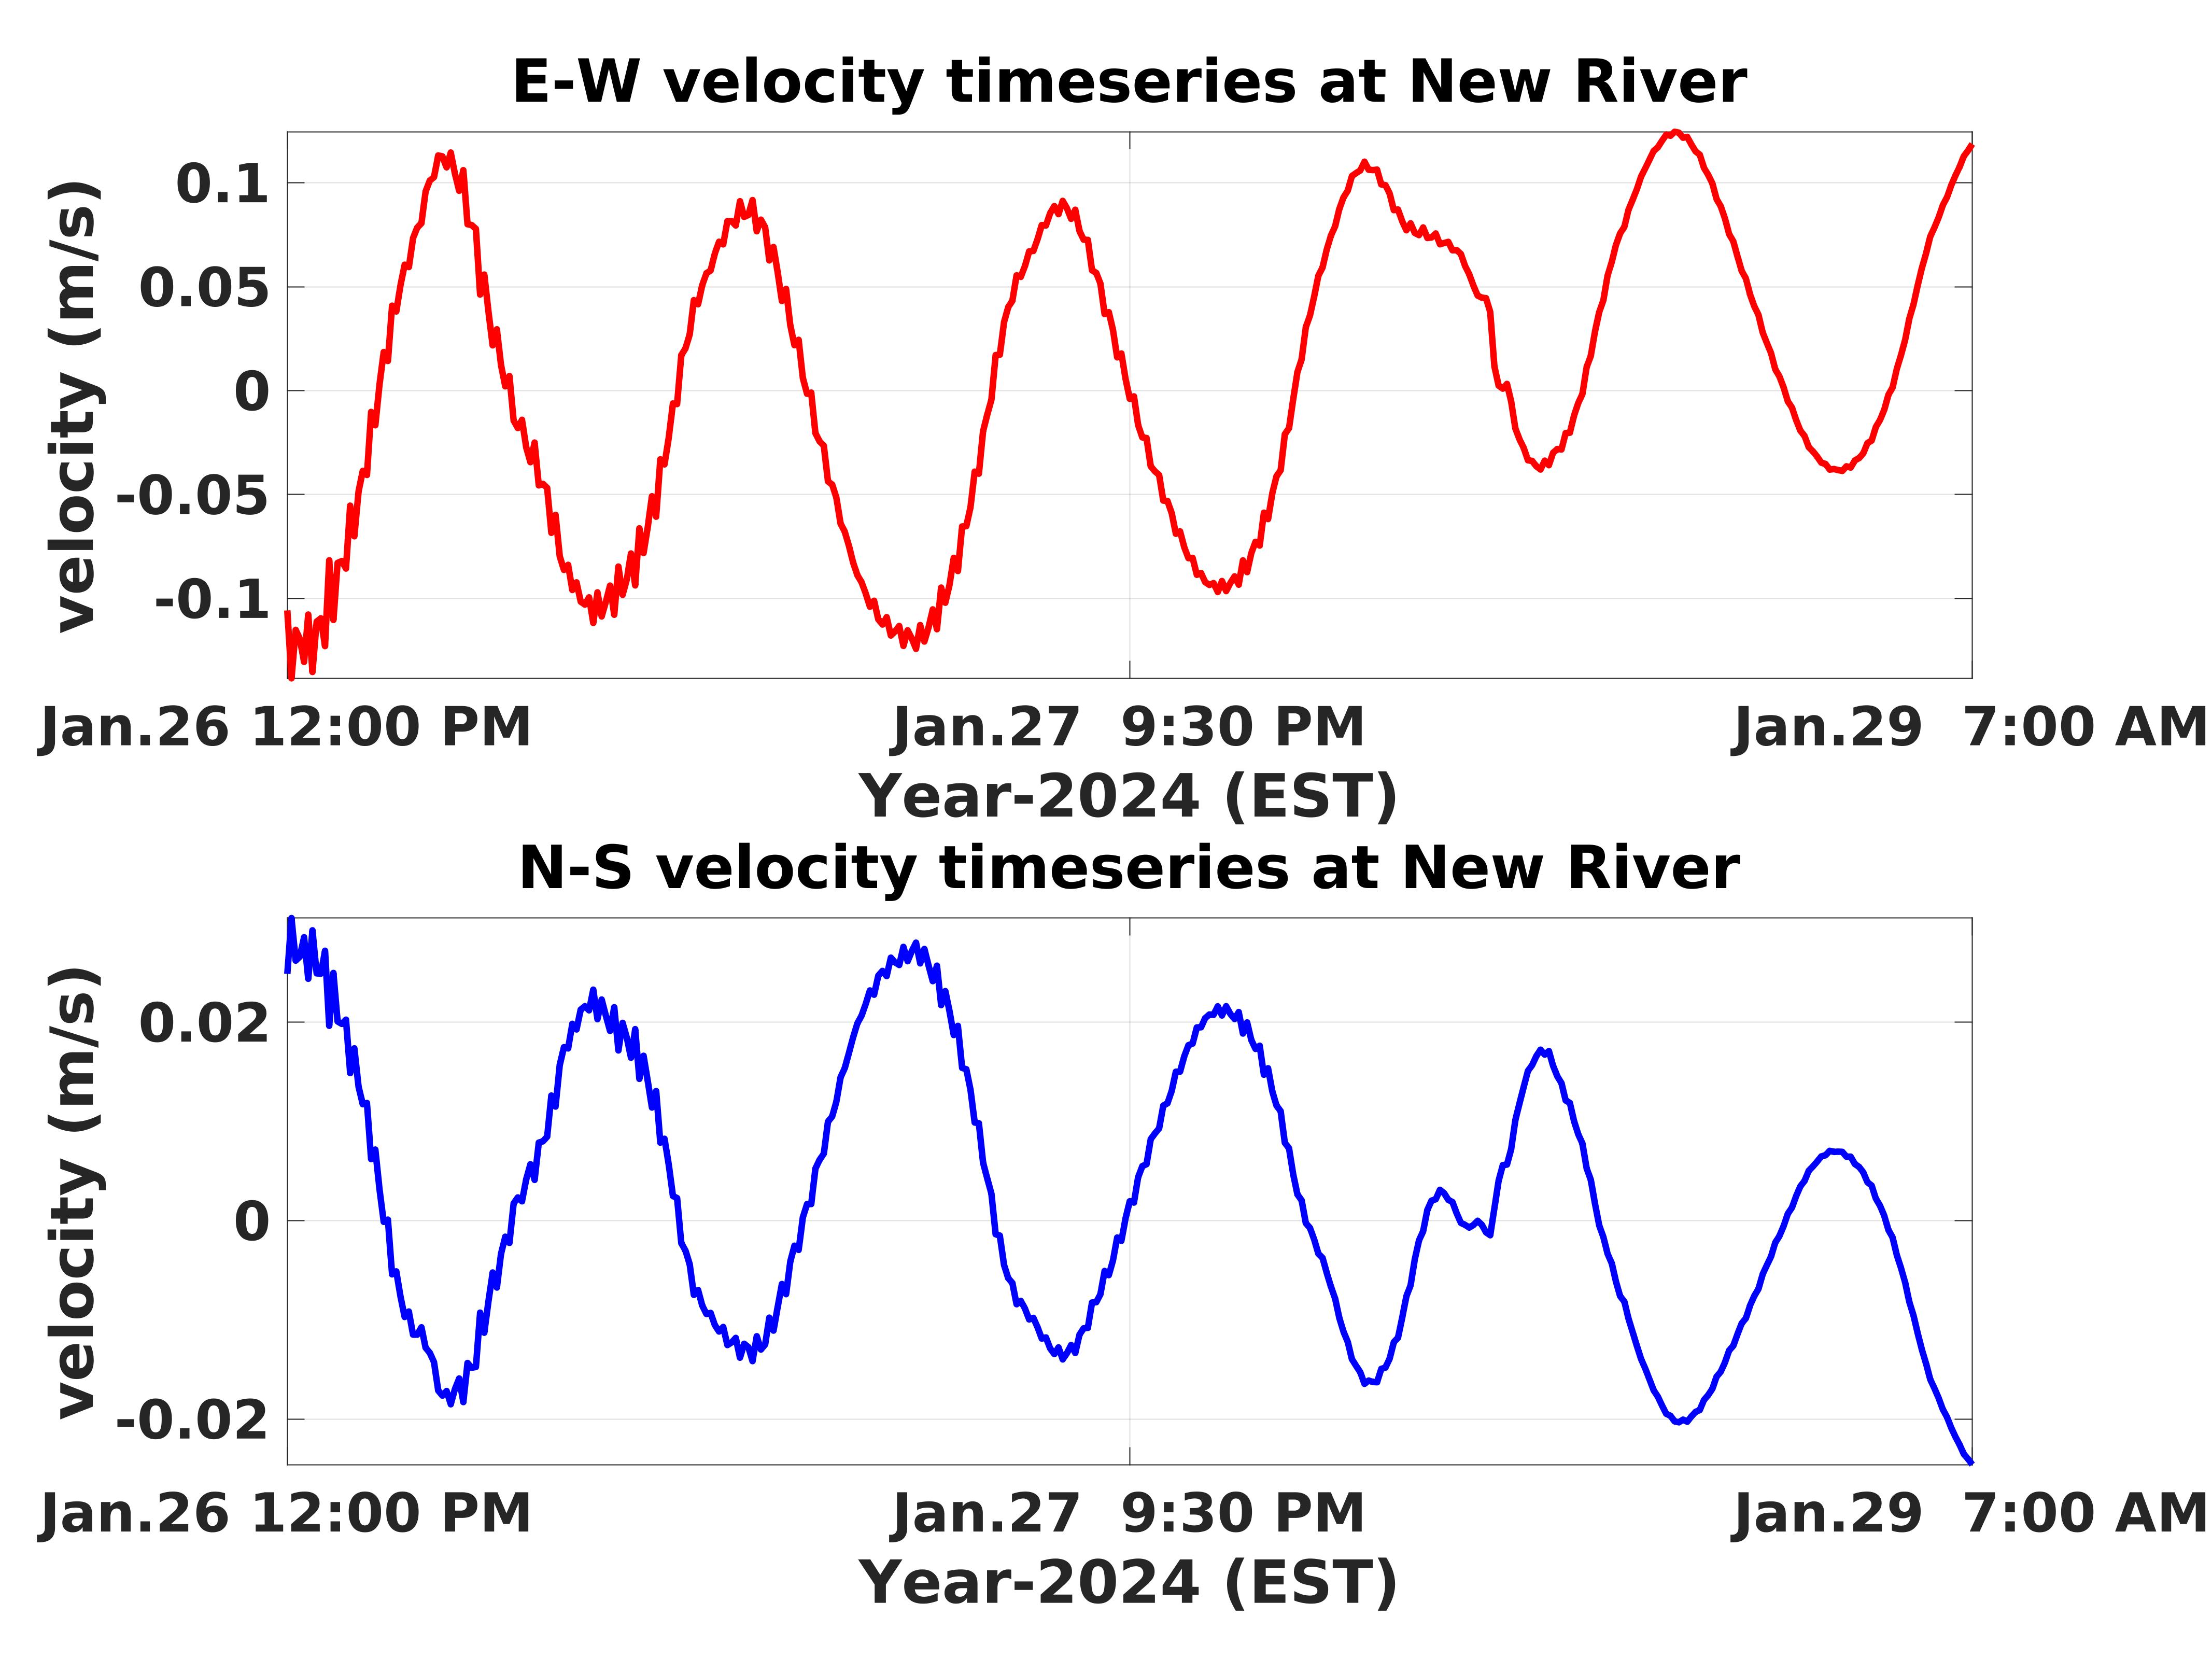 E-W velocity timeseries at New River
velocity (m/s)
0.1
0.05
0
-0.05
-0.1
Jan.26 12:00 PM
Jan.27 9:30 PM
Jan.29 7:00 AM
Year-2024 (EST)
N-S velocity timeseries at New River
velocity (m/s)
0.02
0
-0.02
Jan.26 12:00 PM
Jan.27 9:30 PM
Jan.29 7:00 AM
Year-2024 (EST)